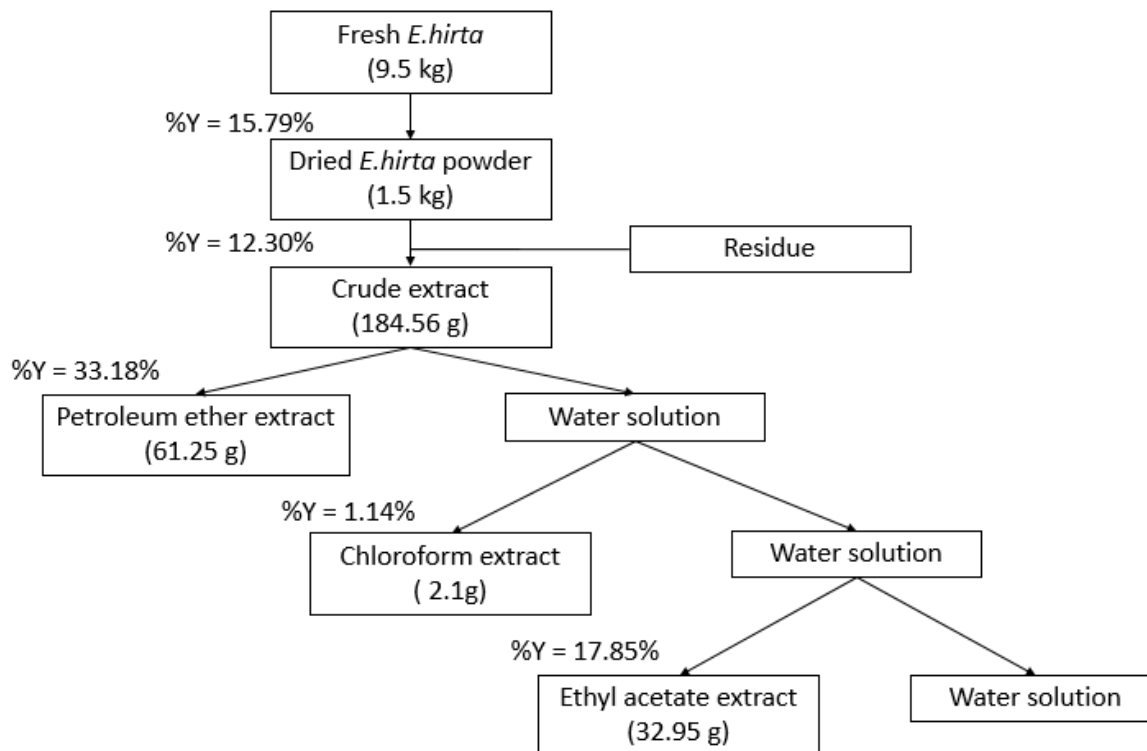 Fresh E.hirta
(9.5 kg)
%Y = 15.79%
Dried E.hirta powder
(1.5 kg)
%Y = 12.30%
Residue
Crude extract
(184.56 g)
%Y = 33.18%
Petroleum ether extract
(61.25 g)
Water solution
%Y = 1.14%
Chloroform extract
( 2.1g)
Water solution
%Y = 17.85%
Ethyl acetate extract
(32.95 g)
Water solution